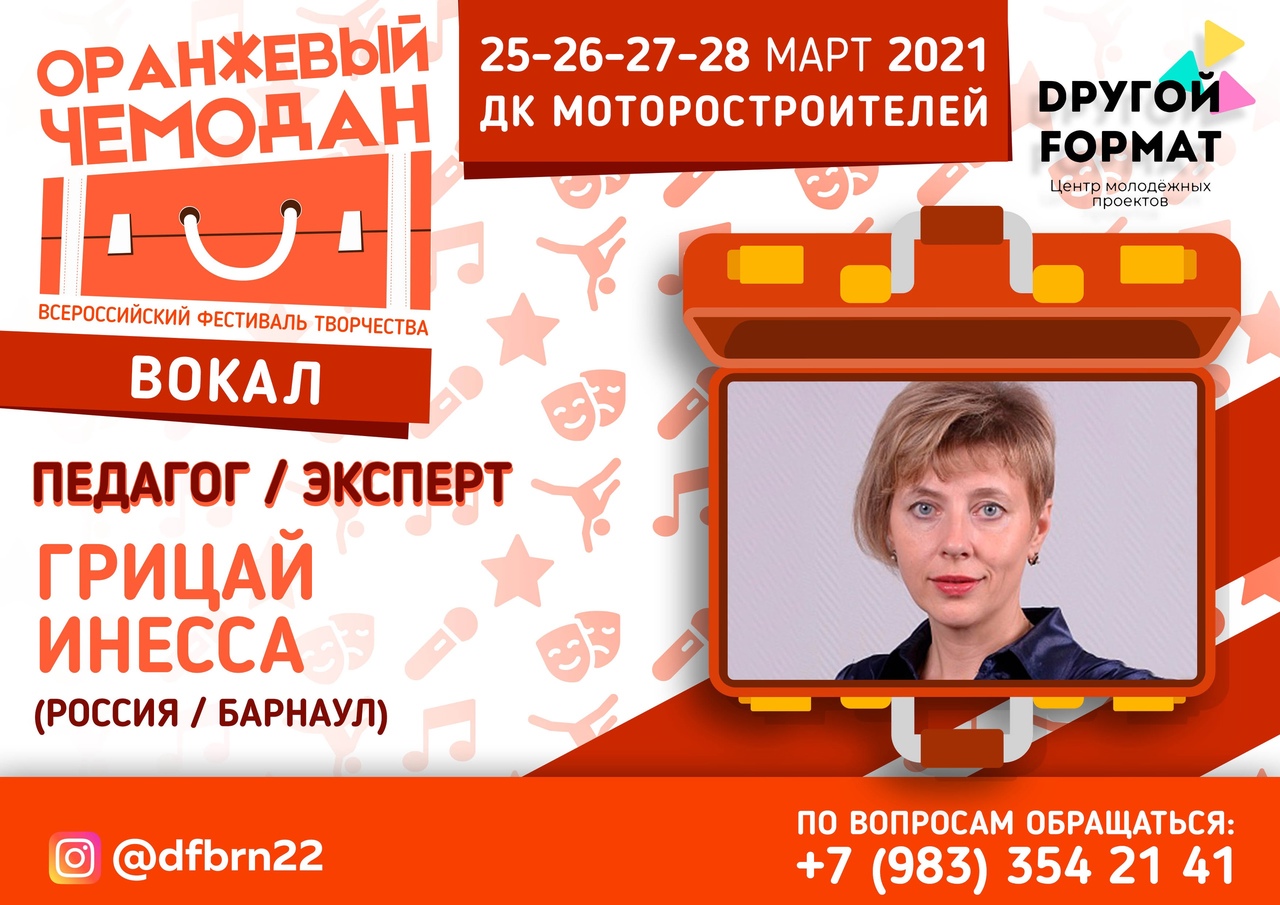 ОРАНЖЕВЫЙ
ЧЕМОДАН
ВСЕРОССИЙСКИЙ ФЕСТИВАЛЬ ТВОРЧЕСТВА
ВОКАЛ
25-26-27-28 МАРТ 2021
ДК МОТОРОСТРОИТЕЛЕЙ
DРУГОЙ
FОРМАТ
Центр молодёжных
проектов
ПЕДАГОГ / ЭКСПЕРТ
ГРИЦАЙ
ИНЕССА
(РОССИЯ / БАРНАУЛ)
@dfbrn22
ПО ВОПРОСАМ ОБРАЩАТЬСЯ:
+7 (983) 354 21 41